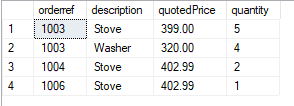 orderref description quotedPrice quantity
1 1003 Stove 399.00 5
2 1003 Washer 320.00 4
3 1004 Stove 402.99 2
4 1006 Stove 402.99 1